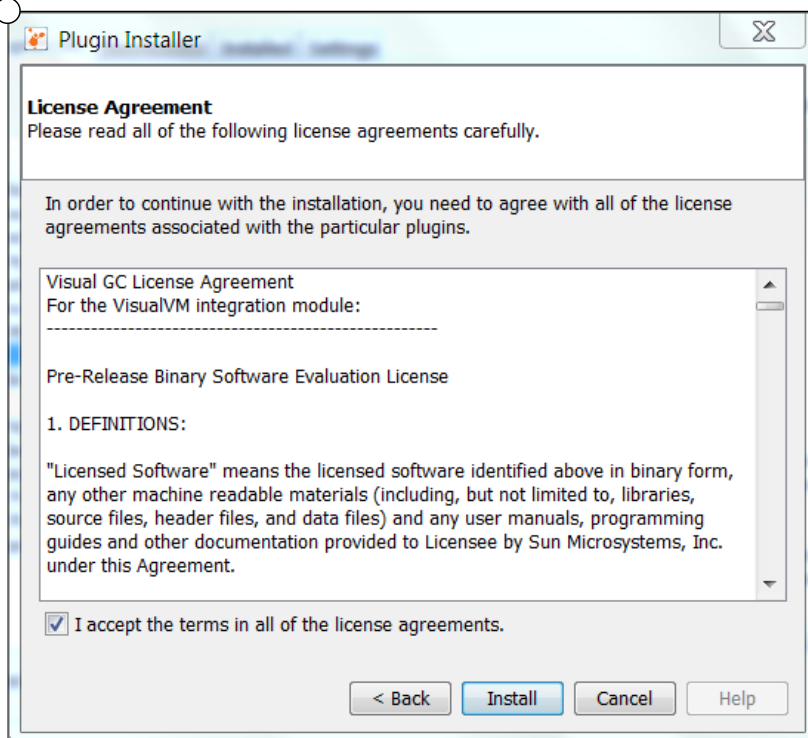 Plugin Installer
License Agreement
Please read all of the following license agreements carefully.
In order to continue with the installation, you need to agree with all of the license
agreements associated with the particular plugins.
Visual GC License Agreement
For the VisualVM integration module:
-----------------------------------------------------
Pre-Release Binary Software Evaluation License
1. DEFINITIONS:
"Licensed Software" means the licensed software identified above in binary form,
any other machine readable materials (including, but not limited to, libraries,
source files, header files, and data files) and any user manuals, programming
guides and other documentation provided to Licensee by Sun Microsystems, Inc.
under this Agreement.
I accept the terms in all of the license agreements.
< Back Install Cancel Help